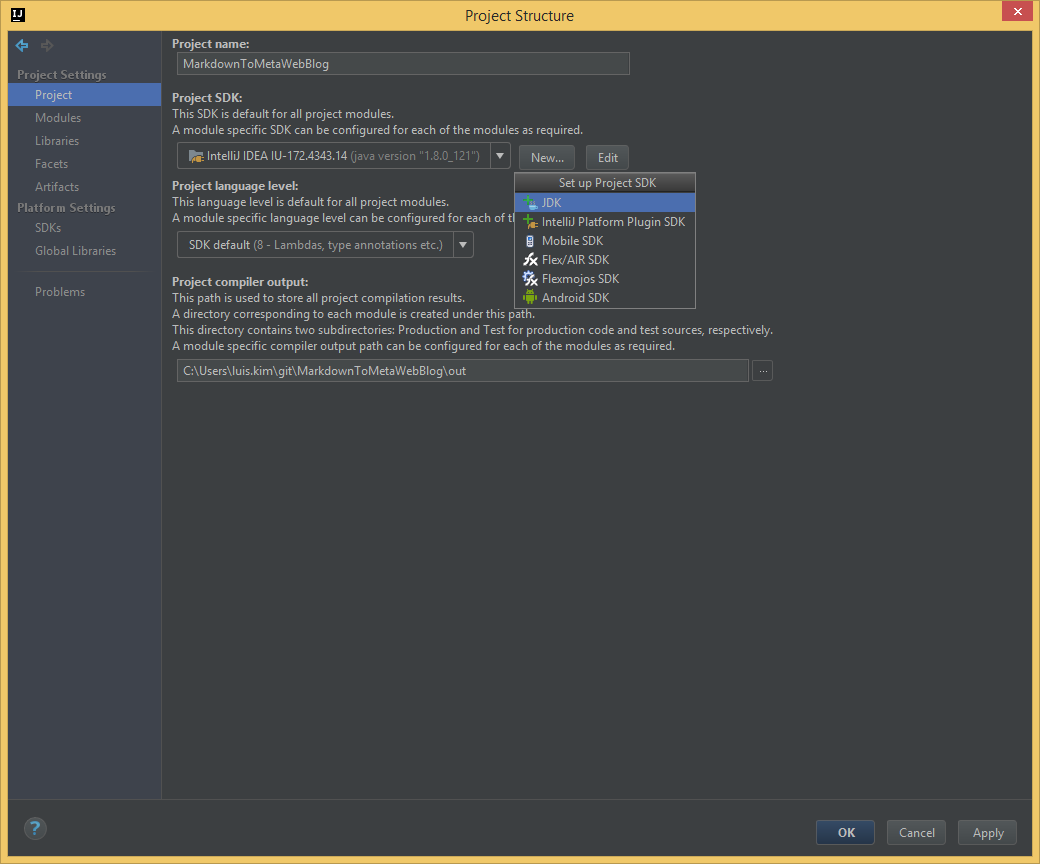 IJ
Project Structure
Project Settings
Project
Modules
Libraries
Facets
Artifacts
Platform Settings
SDKs
Global Libraries
Problems
Project name:
MarkdownToMetaWebBlog
Project SDK:
This SDK is default for all project modules.
A module specific SDK can be configured for each of the modules as required.
IntelliJ IDEA IU-172.4343.14 (java version "1.8.0_121")
New...
Edit
Set up Project SDK
JDK
IntelliJ Platform Plugin SDK
Mobile SDK
Flex/AIR SDK
Flexmojos SDK
Android SDK
Project language level:
This language level is default for all project modules.
A module specific language level can be configured for each of th
SDK default (8 - Lambdas, type annotations etc.)
Project compiler output:
This path is used to store all project compilation results.
A directory corresponding to each module is created under this path.
This directory contains two subdirectories: Production and Test for production code and test sources, respectively.
A module specific compiler output path can be configured for each of the modules as required.
C:\Users\luis.kim\git\MarkdownToMetaWebBlog\out
...
?
OK
Cancel
Apply